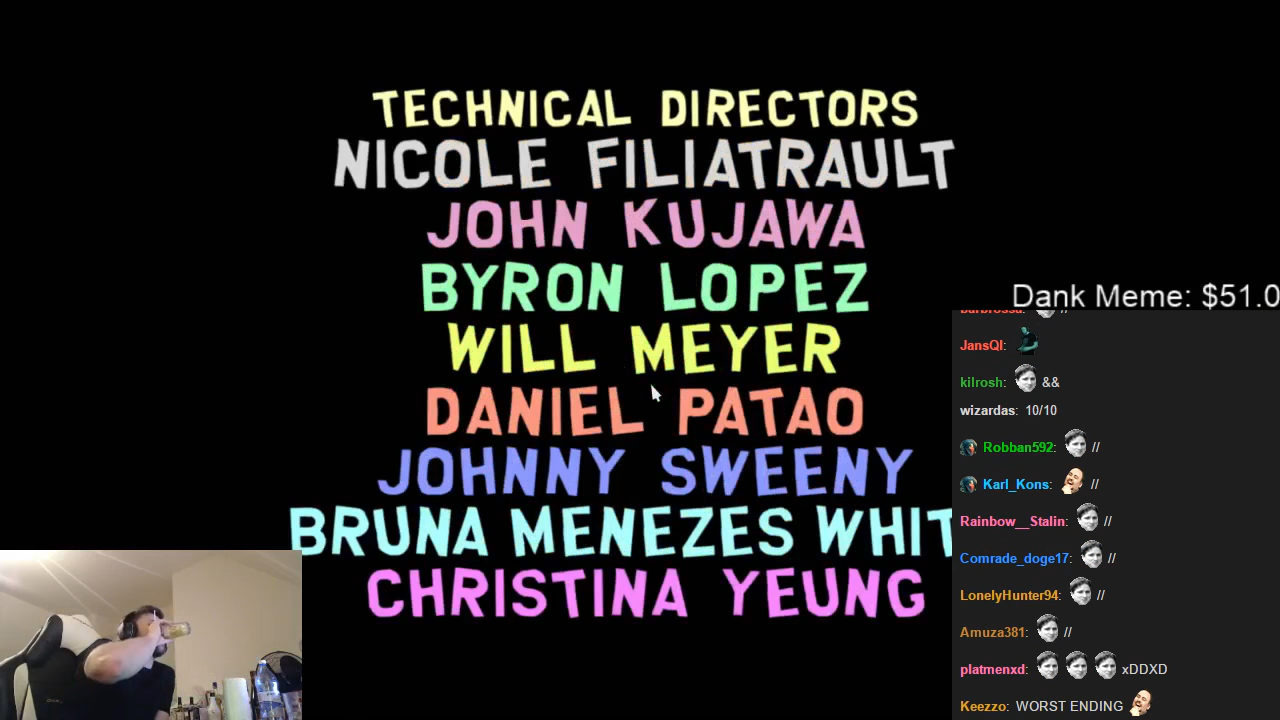 TECHNICAL DIRECTORS
NICOLE FILIATRAULT
JOHN KUJAWA
BYRON LOPEZ
WILL MEYER
DANIEL PATAO
JOHNNY SWEENY
BRUNA MENEZES WHIT
CHRISTINA YEUNG
Dank Meme: $51.0
barbrossa: //
JansQl:
kilrosh: &&
wizardas: 10/10
Robban592: //
Karl_Kons: //
Rainbow__Stalin: //
Comrade_doge17: //
LonelyHunter94: //
Amuza381: //
platmenxd: xDDXD
Keezzo: WORST ENDING